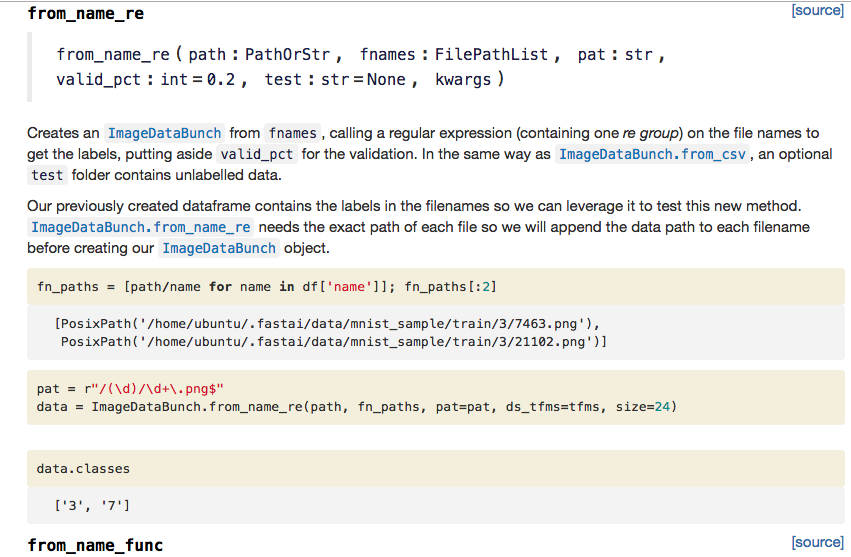 from_name_re
[source]
from_name_re ( path : PathOrStr , fnames : FilePathList , pat : str ,
valid_pct : int = 0.2 , test : str = None , kwargs )
Creates an ImageDataBunch from fnames , calling a regular expression (containing one re group) on the file names to
get the labels, putting aside valid_pct for the validation. In the same way as ImageDataBunch.from_csv , an optional
test folder contains unlabelled data.
Our previously created dataframe contains the labels in the filenames so we can leverage it to test this new method.
ImageDataBunch.from_name_re needs the exact path of each file so we will append the data path to each filename
before creating our ImageDataBunch object.
fn_paths = [path/name for name in df['name']]; fn_paths[:2]
[PosixPath('/home/ubuntu/.fastai/data/mnist_sample/train/3/7463.png'),
PosixPath('/home/ubuntu/.fastai/data/mnist_sample/train/3/21102.png')]
pat = r"/(\d)/\d+\.png$"
data = ImageDataBunch.from_name_re(path, fn_paths, pat=pat, ds_tfms=tfms, size=24)
data.classes
['3', '7']
from_name_func
[source]